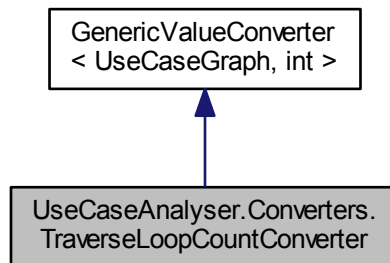 GenericValueConverter
< UseCaseGraph, int >
UseCaseAnalyser.Converters.
TraverseLoopCountConverter